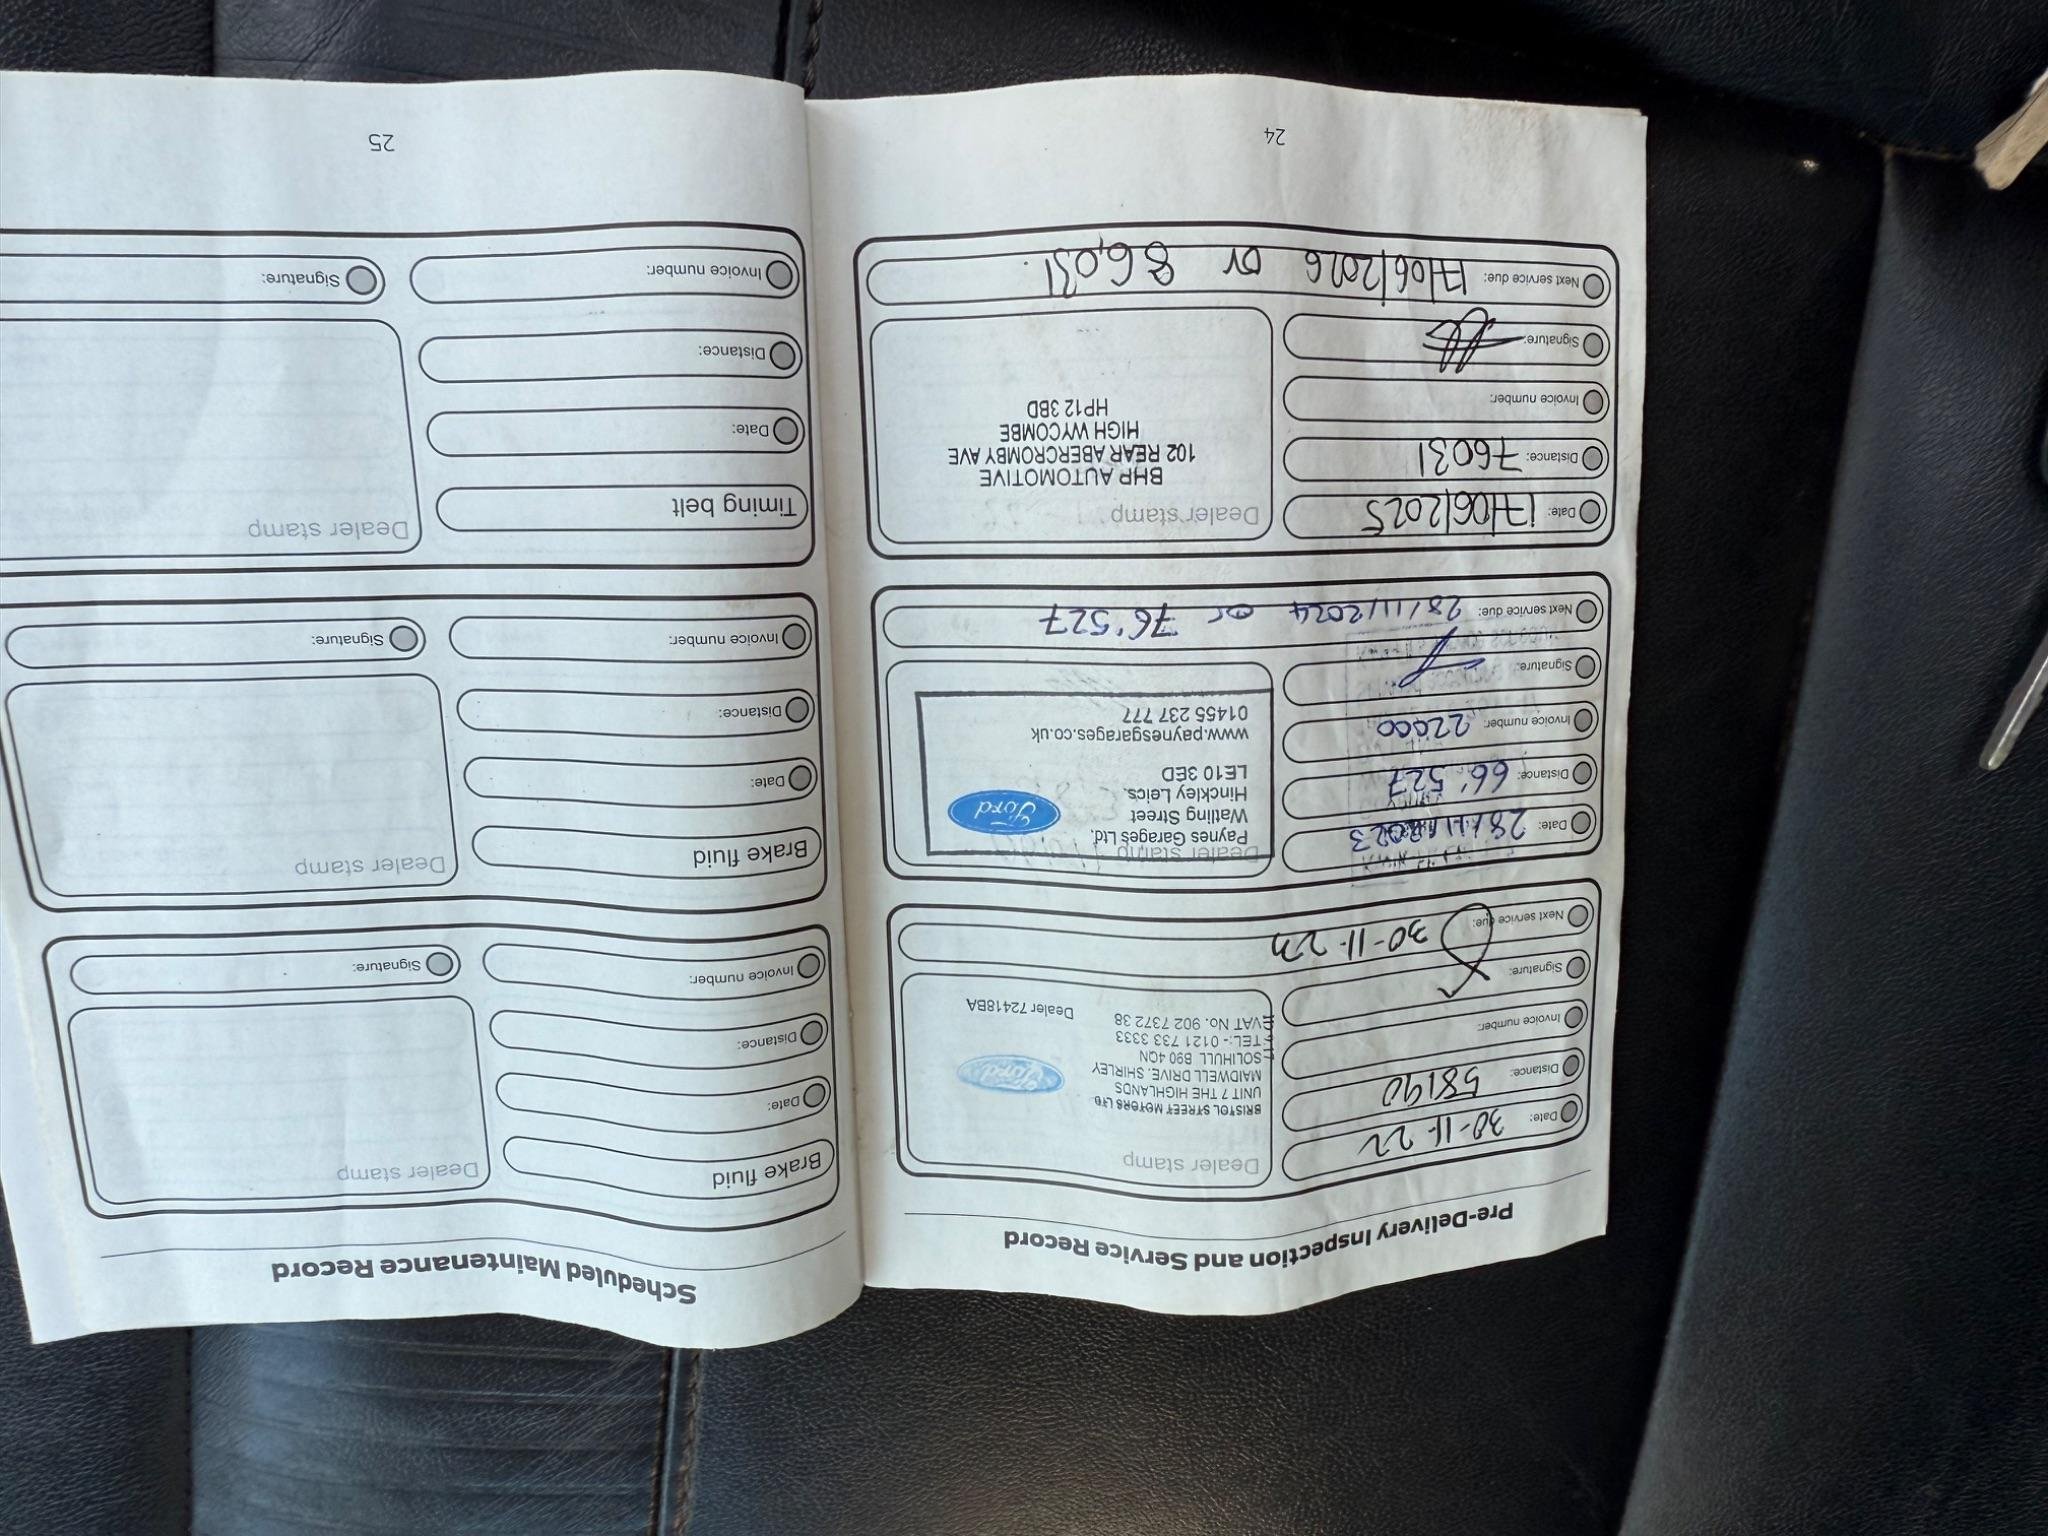 Pre-Delivery Inspection and Service Record
Date: 30-11-22
Distance: 58190
Invoice number:
Signature:
Next service due: 30-11-23
Dealer stamp
BRISTOL STREET MOTORS LTD
UNIT 7 THE HIGHLANDS
MAIDWELL DRIVE. SHIRLEY
SOLIHULL B90 4QN
TEL:- 0121 733 3333
VAT No. 902 7372 38
Dealer 72418BA
Ford
Date: 28/11/2023
Distance: 66'527
Invoice number: 22000
Signature:
Next service due: 28/11/2024 or 76'527
Dealer stamp
Paynes Garages Ltd.
Watling Street
Hinckley Leics.
LE10 3ED
www.paynesgarages.co.uk
01455 237 777
Ford
Date: 17/06/2025
Distance: 76031
Invoice number:
Signature:
Next service due: 17/06/2026 or 86,031.
Dealer stamp
BHP AUTOMOTIVE
102 REAR ABERCROMBY AVE
HIGH WYCOMBE
HP12 3BD
24
Scheduled Maintenance Record
Brake fluid
Date:
Distance:
Invoice number:
Dealer stamp
Signature:
Brake fluid
Date:
Distance:
Invoice number:
Dealer stamp
Signature:
Timing belt
Date:
Distance:
Invoice number:
Dealer stamp
Signature:
25